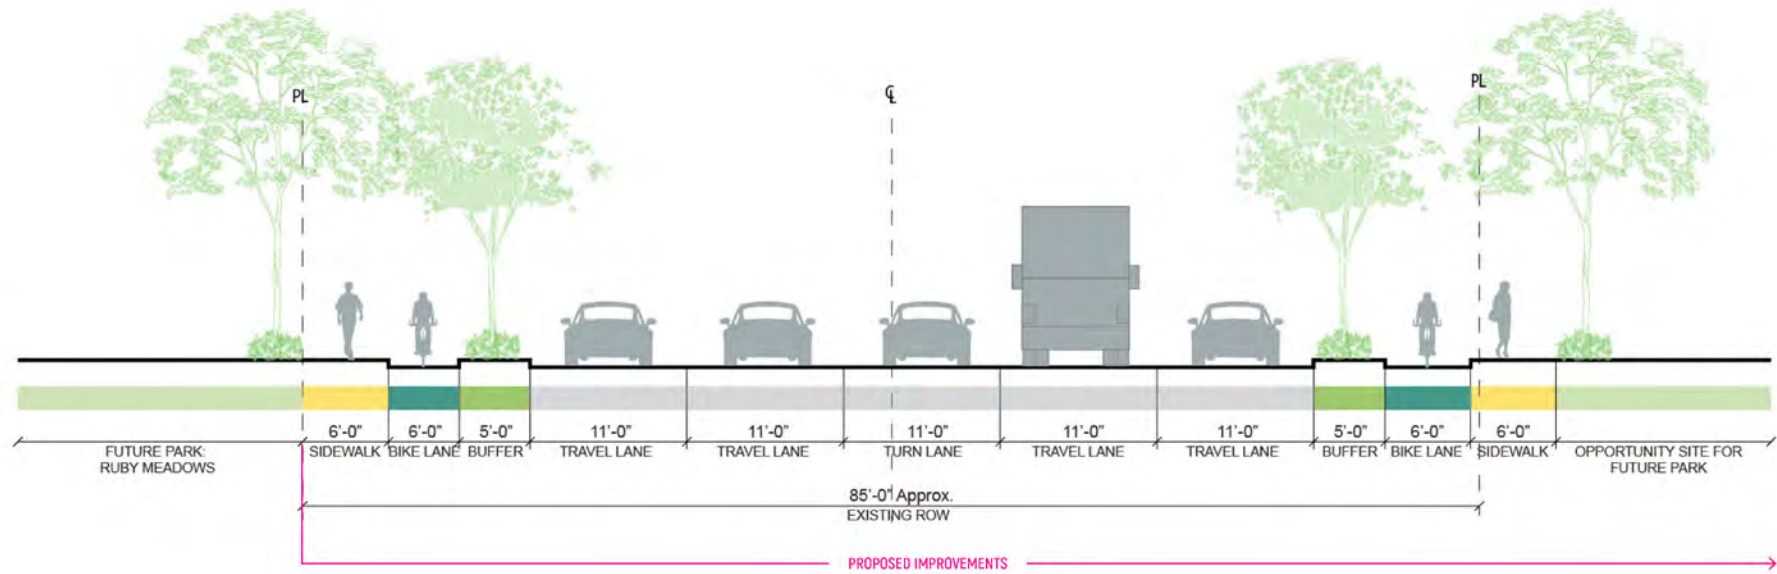 PL
CL
PL
6'-0" 6'-0" 5'-0" 11'-0" 11'-0" 11'-0" 11'-0" 11'-0" 5'-0" 6'-0" 6'-0"
FUTURE PARK:
RUBY MEADOWS
SIDEWALK BIKE LANE BUFFER TRAVEL LANE TRAVEL LANE TURN LANE TRAVEL LANE TRAVEL LANE BUFFER BIKE LANE SIDEWALK
OPPORTUNITY SITE FOR
FUTURE PARK
85'-0" Approx.
EXISTING ROW
PROPOSED IMPROVEMENTS